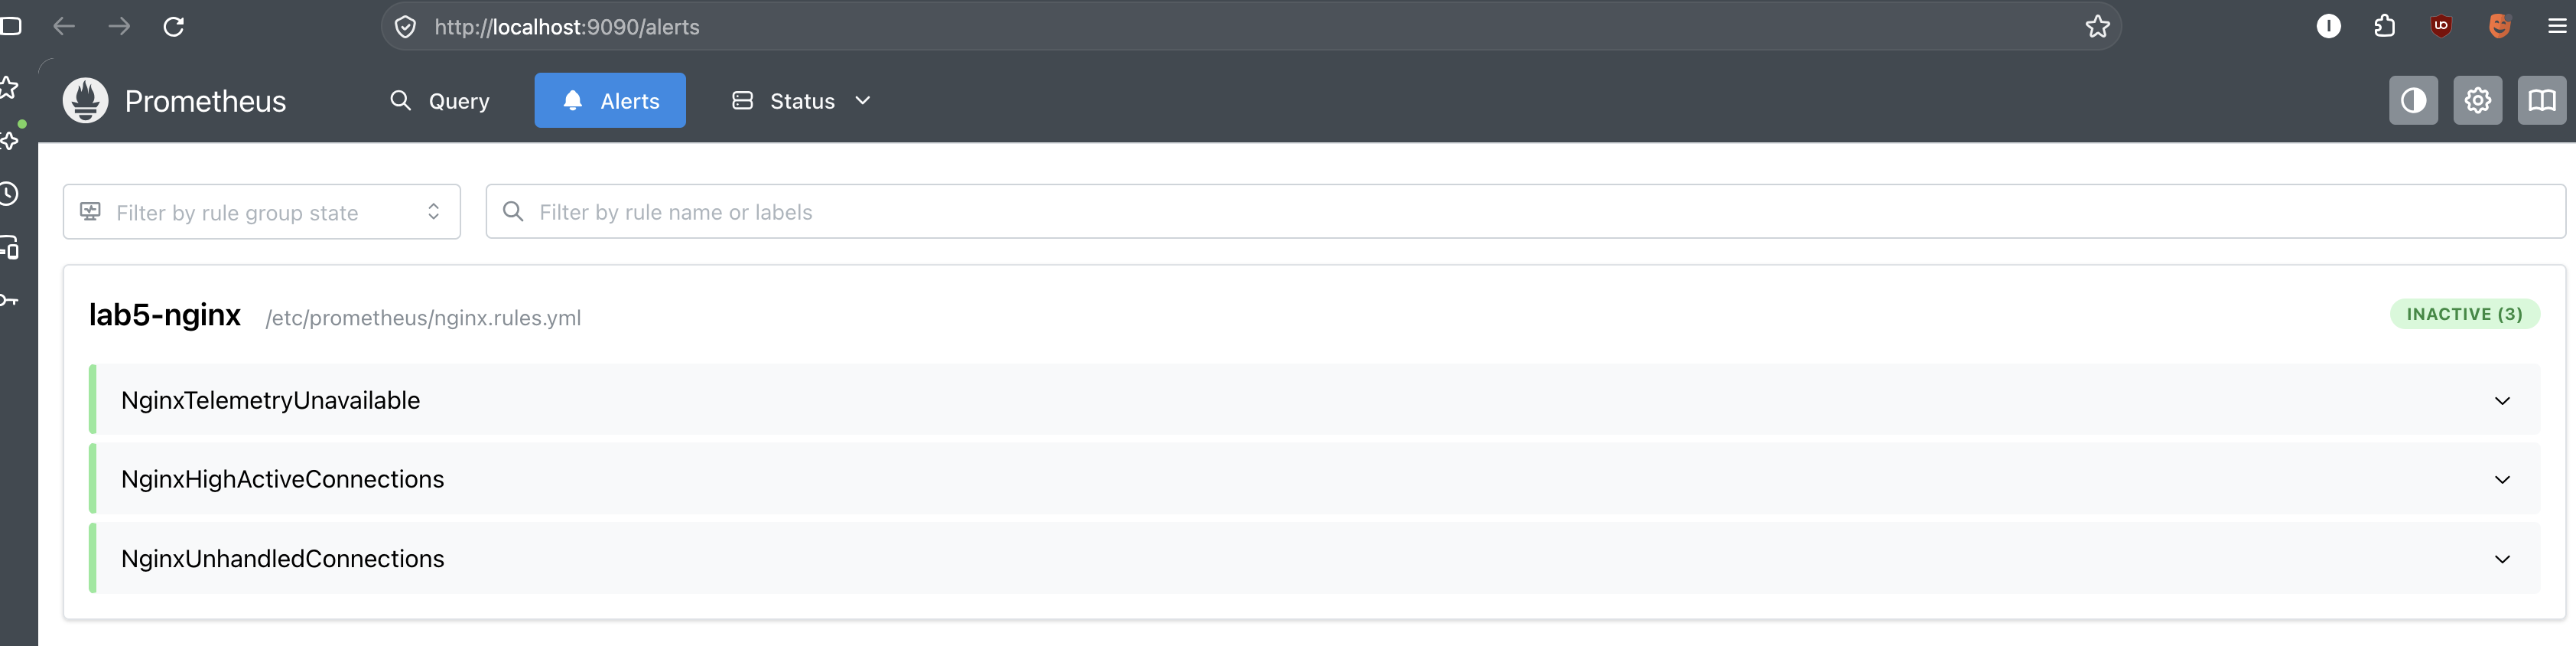 http://localhost:9090/alerts
Prometheus
Query
Alerts
Status
Filter by rule group state
Filter by rule name or labels
lab5-nginx /etc/prometheus/nginx.rules.yml
INACTIVE (3)
NginxTelemetryUnavailable
NginxHighActiveConnections
NginxUnhandledConnections